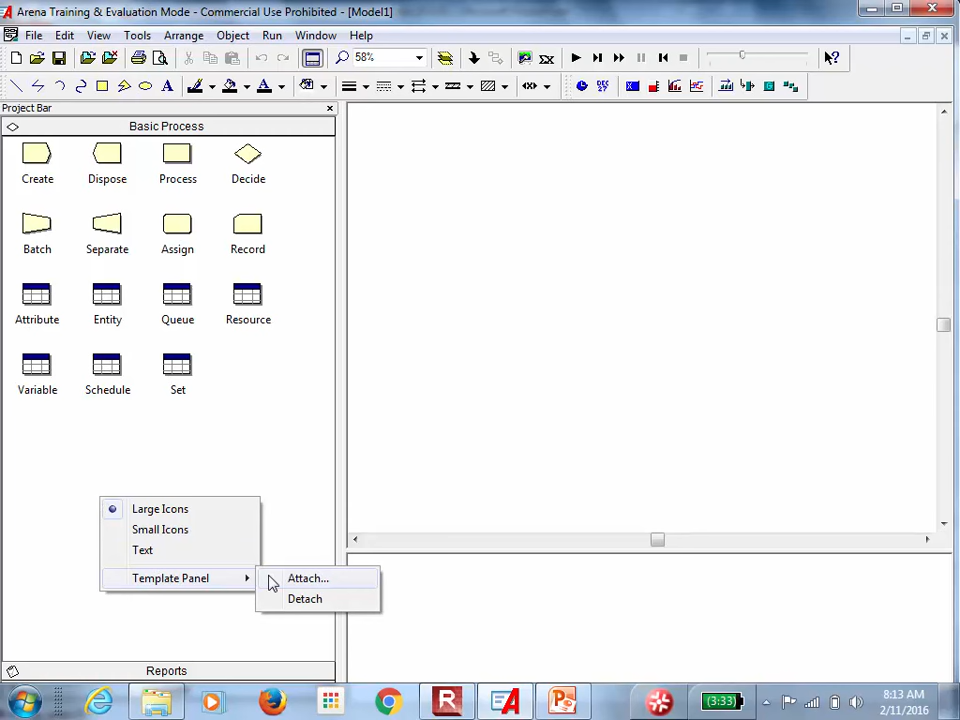 Arena Training & Evaluation Mode - Commercial Use Prohibited - [Model1]
File Edit View Tools Arrange Object Run Window Help
58%
Project Bar
Basic Process
Create Dispose Process Decide
Batch Separate Assign Record
Attribute Entity Queue Resource
Variable Schedule Set
Large Icons
Small Icons
Text
Template Panel
Attach...
Detach
Reports
(3:33)
8:13 AM
2/11/2016